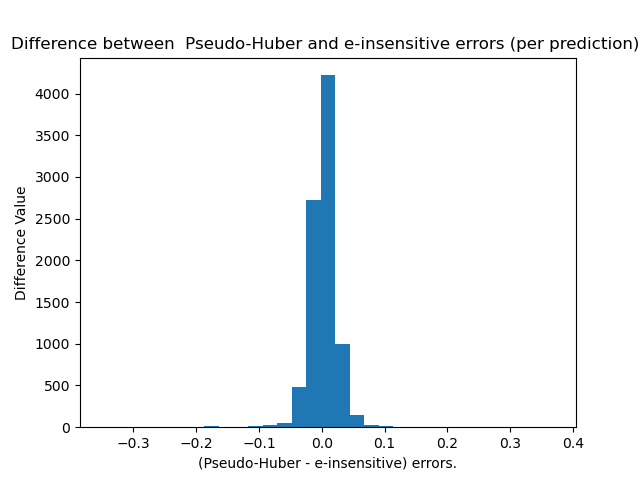 Difference between  Pseudo-Huber and e-insensitive errors (per prediction)
4000
3500
3000
2500
2000
1500
1000
500
0
Difference Value
−0.3 −0.2 −0.1 0.0 0.1 0.2 0.3 0.4
(Pseudo-Huber - e-insensitive) errors.